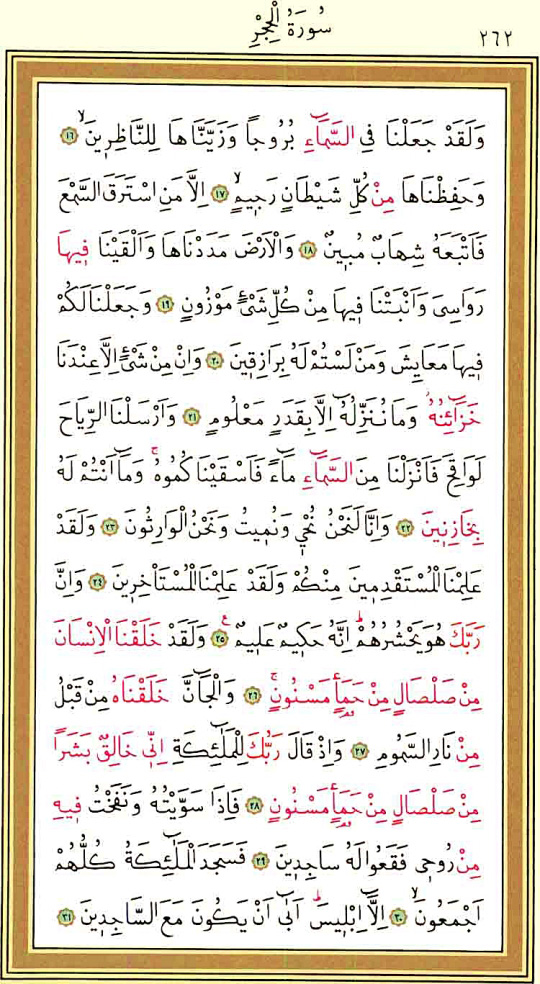 ٢٦٢ سُورَةُ الْحِجْرِ
وَلَقَدْ جَعَلْنَا فِى السَّمَٓاءِ بُرُوجاً وَزَيَّنَّاهَا لِلنَّاظِر۪ينَۙ ١٦
وَحَفِظْنَاهَا مِنْ كُلِّ شَيْطَانٍ رَج۪يمٍۙ ١٧ اِلَّا مَنِ اسْتَرَقَ السَّمْعَ
فَاَتْبَعَهُ شِهَابٌ مُب۪ينٌ ١٨ وَالْاَرْضَ مَدَدْنَاهَا وَاَلْقَيْنَا ف۪يهَا
رَوَاسِىَ وَاَنْبَتْنَا ف۪يهَا مِنْ كُلِّ شَىْءٍ مَوْزُونٍ ١٩ وَجَعَلْنَا لَكُمْ
ف۪يهَا مَعَايِشَ وَمَنْ لَسْتُمْ لَهُ بِرَازِق۪ينَ ٢٠ وَاِنْ مِنْ شَىْءٍ اِلَّا عِنْدَنَا
خَزَٓائِنُهُۘ وَمَا نُنَزِّلُهُٓ اِلَّا بِقَدَرٍ مَعْلُومٍ ٢١ وَاَرْسَلْنَا الرِّيَاحَ
لَوَاقِحَ فَاَنْزَلْنَا مِنَ السَّمَٓاءِ مَٓاءً فَاَسْقَيْنَاكُمُوهُۚ وَمَٓا اَنْتُمْ لَهُ
بِخَازِن۪ينَ ٢٢ وَاِنَّا لَنَحْنُ نُحْي۪ وَنُم۪يتُ وَنَحْنُ الْوَارِثُونَ ٢٣ وَلَقَدْ
عَلِمْنَا الْمُسْتَقْدِم۪ينَ مِنْكُمْ وَلَقَدْ عَلِمْنَا الْمُسْتَأْخِر۪ينَ ٢٤ وَاِنَّ
رَبَّكَ هُوَ يَحْشُرُهُمْۜ اِنَّهُ حَك۪يمٌ عَل۪يمٌ۟ ٢٥ وَلَقَدْ خَلَقْنَا الْاِنْسَانَ
مِنْ صَلْصَالٍ مِنْ حَمَأٍ مَسْنُونٍۚ ٢٦ وَالْجَٓانَّ خَلَقْنَاهُ مِنْ قَبْلُ
مِنْ نَارِ السَّمُومِ ٢٧ وَاِذْ قَالَ رَبُّكَ لِلْمَلٰٓئِكَةِ اِنّ۪ي خَالِقٌ بَشَراً
مِنْ صَلْصَالٍ مِنْ حَمَأٍ مَسْنُونٍ ٢٨ فَاِذَا سَوَّيْتُهُ وَنَفَخْتُ ف۪يهِ
مِنْ رُوح۪ي فَقَعُوا لَهُ سَاجِد۪ينَ ٢٩ فَسَجَدَ الْمَلٰٓئِكَةُ كُلُّهُمْ
اَجْمَعُونَۙ ٣٠ اِلَّٓا اِبْل۪يسَۜ اَبٰٓى اَنْ يَكُونَ مَعَ السَّاجِد۪ينَ ٣١